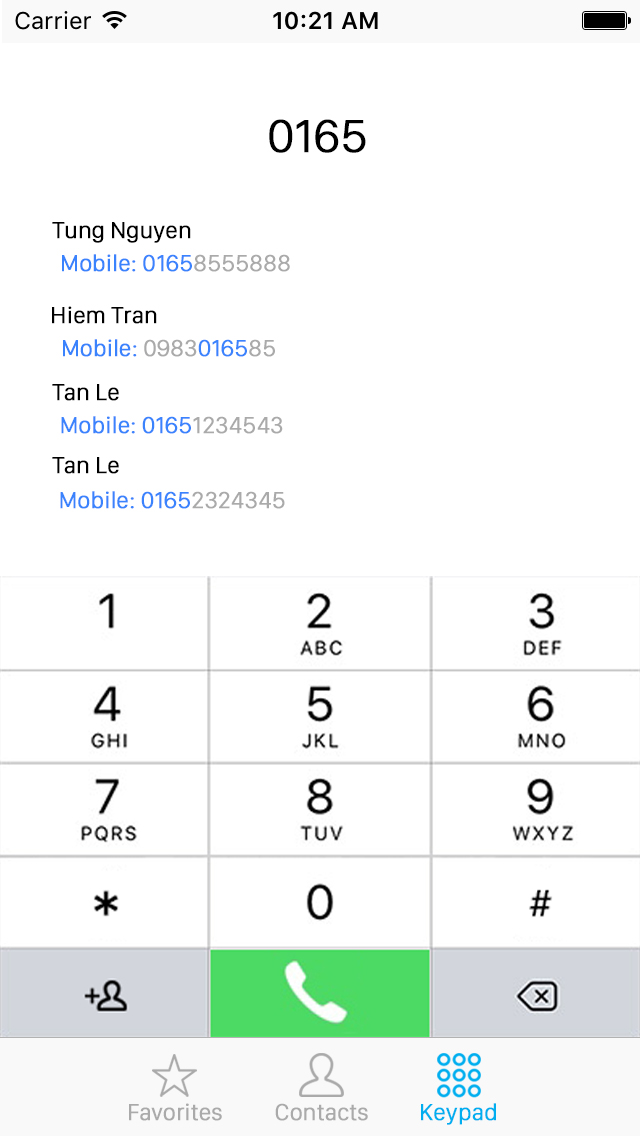 Carrier 10:21 AM
0165
Tung Nguyen
Mobile: 01658555888
Hiem Tran
Mobile: 0983016585
Tan Le
Mobile: 01651234543
Tan Le
Mobile: 01652324345
1 2 3
ABC DEF
4 5 6
GHI JKL MNO
7 8 9
PQRS TUV WXYZ
* 0 #
Favorites Contacts Keypad